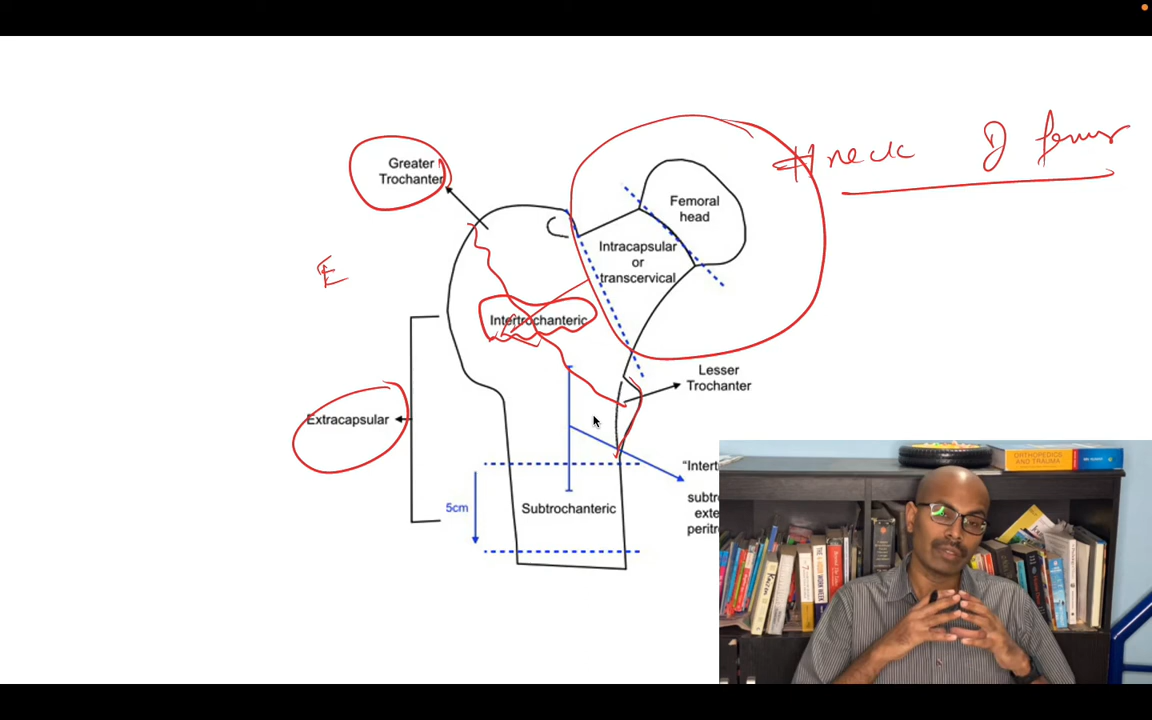 # neck of femur
Greater
Trochanter
Femoral
head
Intracapsular
or
transcervical
E
Intertrochanteric
Lesser
Trochanter
Extracapsular
"Intert
subtr
exte
peritr
5cm
Subtrochanteric
ORTHOPEDICS
AND TRAUMA